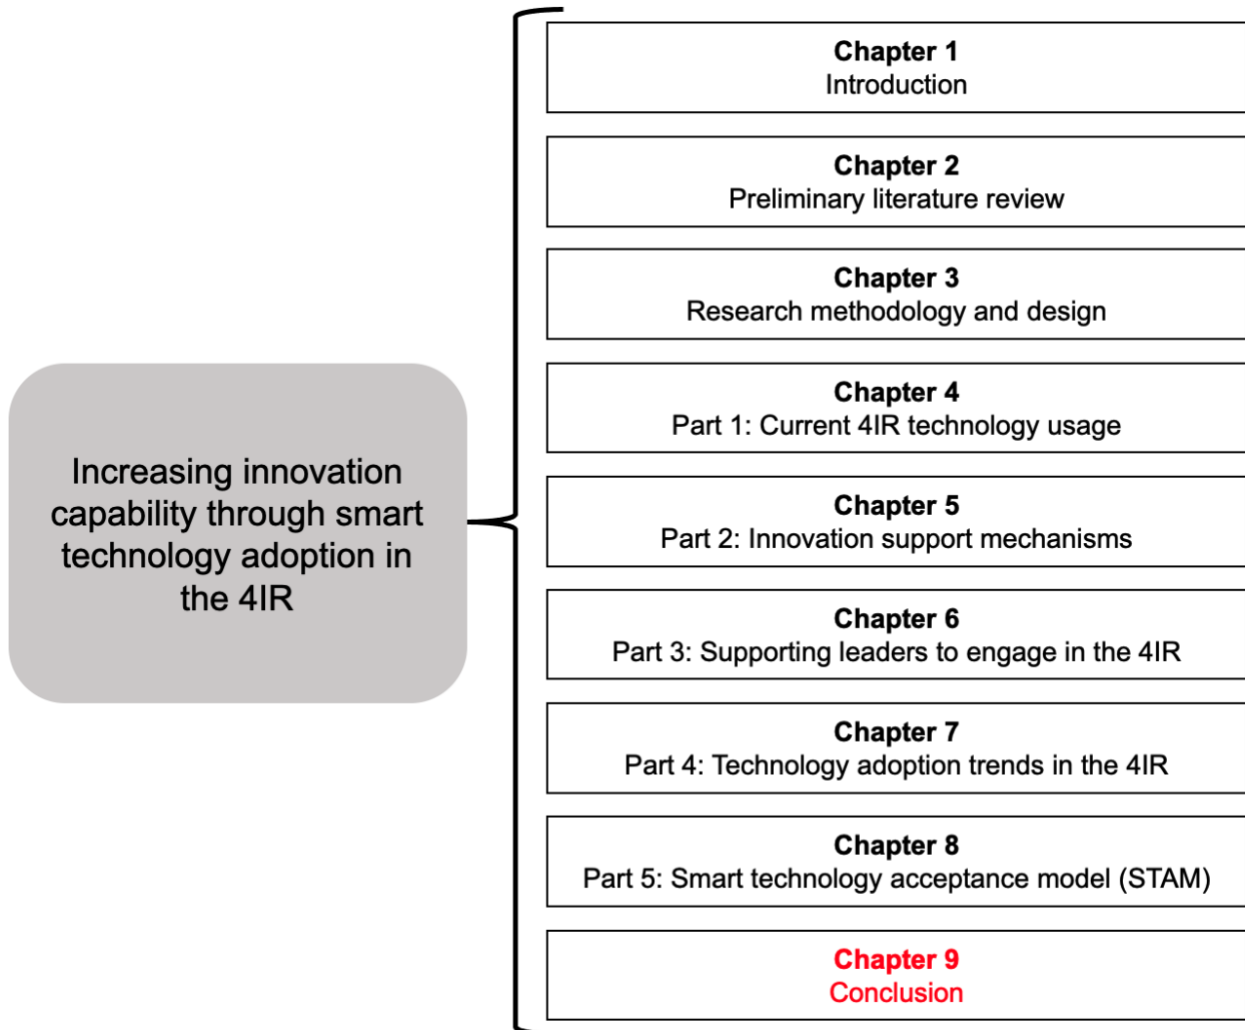 Increasing innovation
capability through smart
technology adoption in
the 4IR
Chapter 1
Introduction
Chapter 2
Preliminary literature review
Chapter 3
Research methodology and design
Chapter 4
Part 1: Current 4IR technology usage
Chapter 5
Part 2: Innovation support mechanisms
Chapter 6
Part 3: Supporting leaders to engage in the 4IR
Chapter 7
Part 4: Technology adoption trends in the 4IR
Chapter 8
Part 5: Smart technology acceptance model (STAM)
Chapter 9
Conclusion